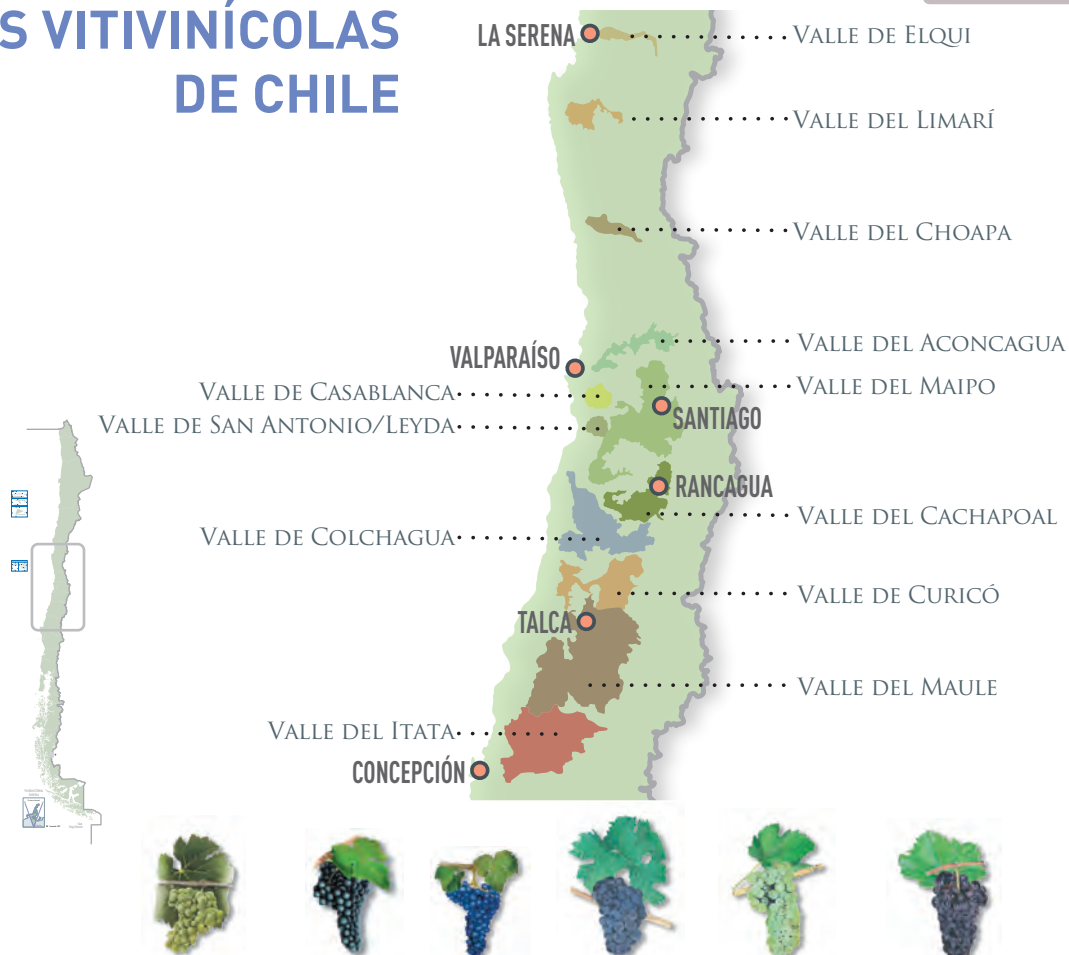 S VITIVINÍCOLAS
DE CHILE
LA SERENA
VALLE DE ELQUI
VALLE DEL LIMARÍ
VALLE DEL CHOAPA
VALLE DEL ACONCAGUA
VALPARAÍSO
VALLE DEL MAIPO
VALLE DE CASABLANCA
SANTIAGO
VALLE DE SAN ANTONIO/LEYDA
RANCAGUA
VALLE DEL CACHAPOAL
VALLE DE COLCHAGUA
VALLE DE CURICÓ
TALCA
VALLE DEL MAULE
VALLE DEL ITATA
CONCEPCIÓN